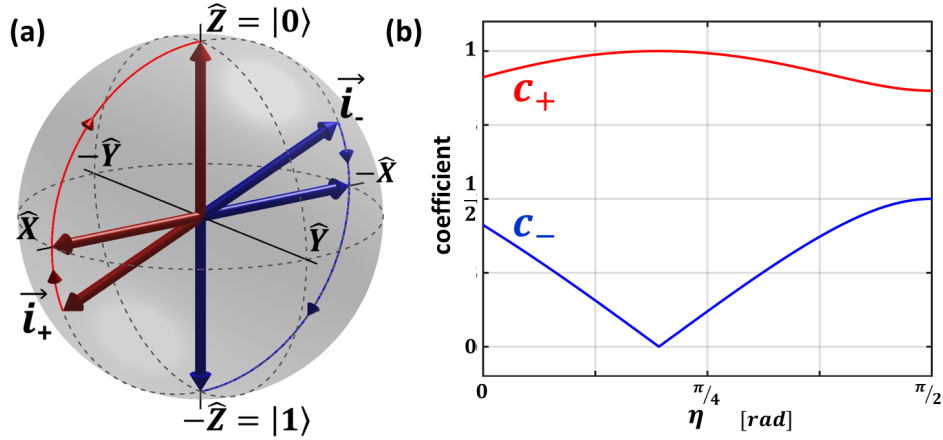 (a)
Ẑ = |0⟩
i⃗₋
−Ŷ
−X̂
X̂
Ŷ
i⃗₊
−Ẑ = |1⟩
(b)
1
c₊
coefficient
1/2
c₋
0
0
π/4
π/2
η [rad]